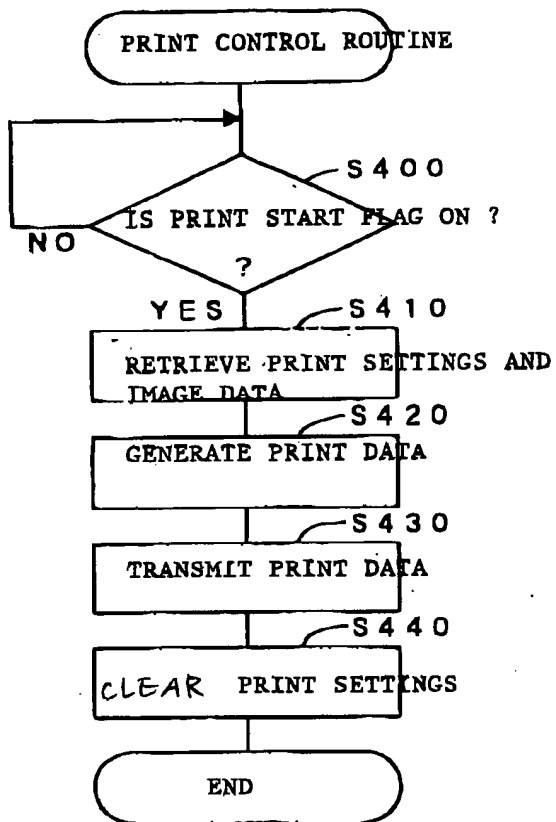 PRINT CONTROL ROUTINE
S400
IS PRINT START FLAG ON ?
NO
?
YES
S410
RETRIEVE PRINT SETTINGS AND
IMAGE DATA
S420
GENERATE PRINT DATA
S430
TRANSMIT PRINT DATA
S440
CLEAR PRINT SETTINGS
END